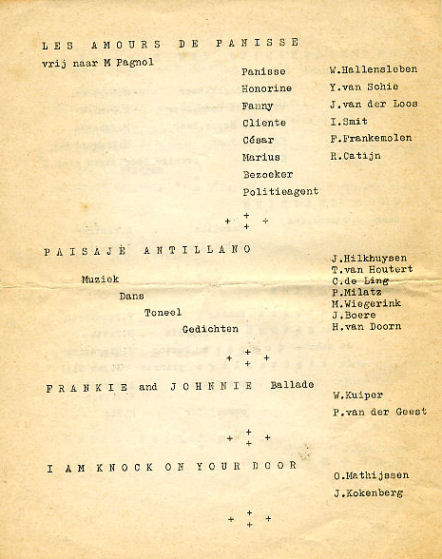 LES AMOURS DE PANISSE
vrij naar M Pagnol
Panisse W.Hallensleben
Honorine Y.van Schie
Fanny J.van der Loos
Cliente I.Smit
César F.Frankemolen
Marius R.Catijn
Bezoeker
Politieagent
+
+ +
+
PAISAJE ANTILLANO
J.Hilkhuysen
T.van Houtert
Muziek C.de Ling
Dans P.Milatz
M.Wiegerink
Toneel J.Boere
Gedichten H.van Doorn
+
+ +
+
FRANKIE and JOHNNIE Ballade
W.Kuiper
P.van der Geest
+
+ +
+
I AM KNOCK ON YOUR DOOR
O.Mathijssen
J.Kokenberg
+
+ +
+